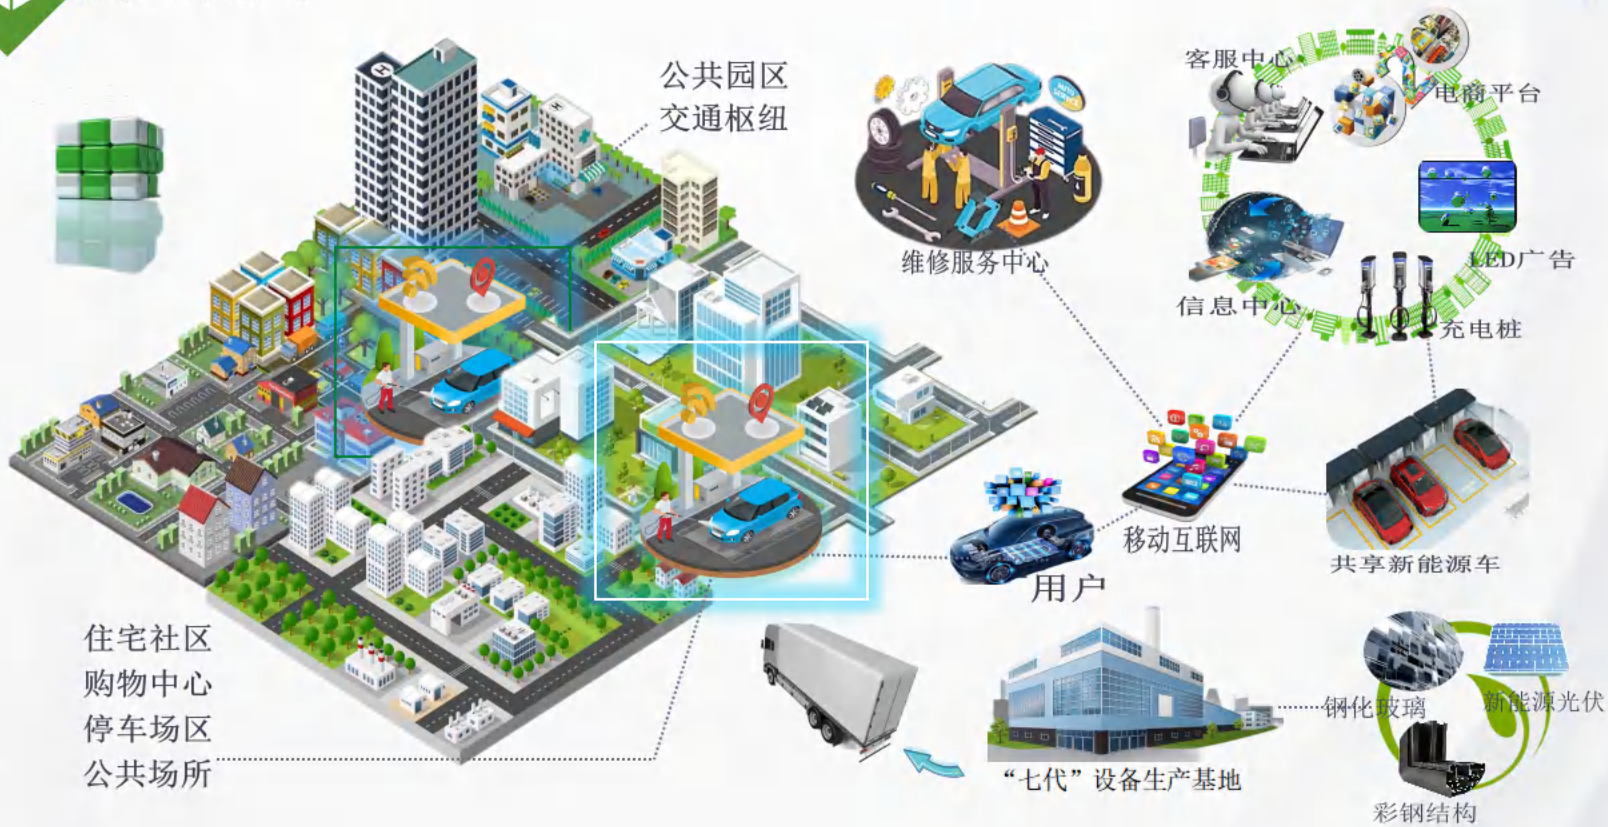 公共园区
交通枢纽
客服中心
电商平台
AUTO
SERVICE
维修服务中心
LED广告
信息中心
充电桩
移动互联网
用户
共享新能源车
住宅社区
购物中心
停车场区
公共场所
“七代”设备生产基地
钢化玻璃
新能源光伏
彩钢结构
H
H